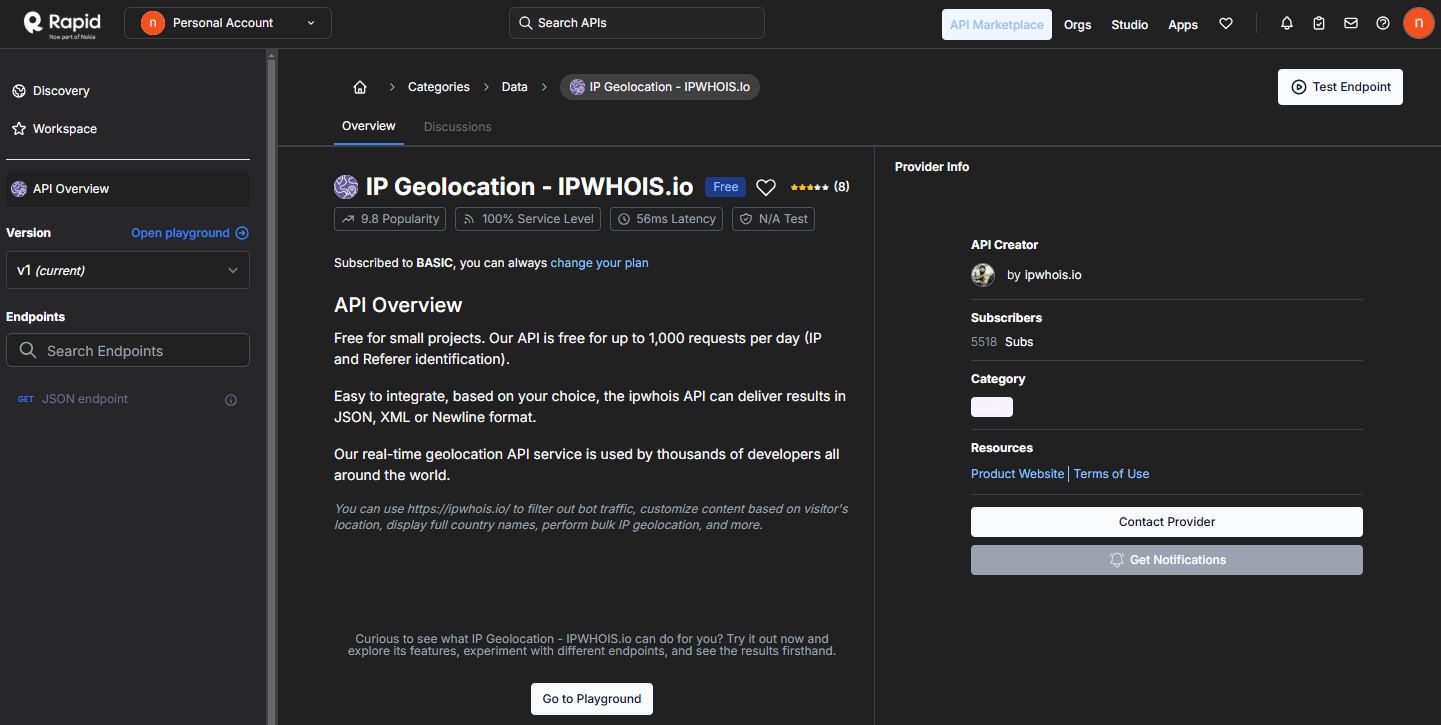 Rapid
Now part of Nokia
n
Personal Account
Search APIs
API Marketplace
Orgs
Studio
Apps
n
Discovery
Workspace
API Overview
Version
Open playground
v1 (current)
Endpoints
Search Endpoints
GET JSON endpoint
Categories
Data
IP Geolocation - IPWHOIS.Io
Test Endpoint
Overview
Discussions
IP Geolocation - IPWHOIS.io
Free
(8)
9.8 Popularity
100% Service Level
56ms Latency
N/A Test
Subscribed to BASIC, you can always change your plan
API Overview
Free for small projects. Our API is free for up to 1,000 requests per day (IP
and Referer identification).
Easy to integrate, based on your choice, the ipwhois API can deliver results in
JSON, XML or Newline format.
Our real-time geolocation API service is used by thousands of developers all
around the world.
You can use https://ipwhois.io/ to filter out bot traffic, customize content based on visitor's
location, display full country names, perform bulk IP geolocation, and more.
Curious to see what IP Geolocation - IPWHOIS.io can do for you? Try it out now and
explore its features, experiment with different endpoints, and see the results firsthand.
Go to Playground
Provider Info
API Creator
by ipwhois.io
Subscribers
5518 Subs
Category
Resources
Product Website | Terms of Use
Contact Provider
Get Notifications